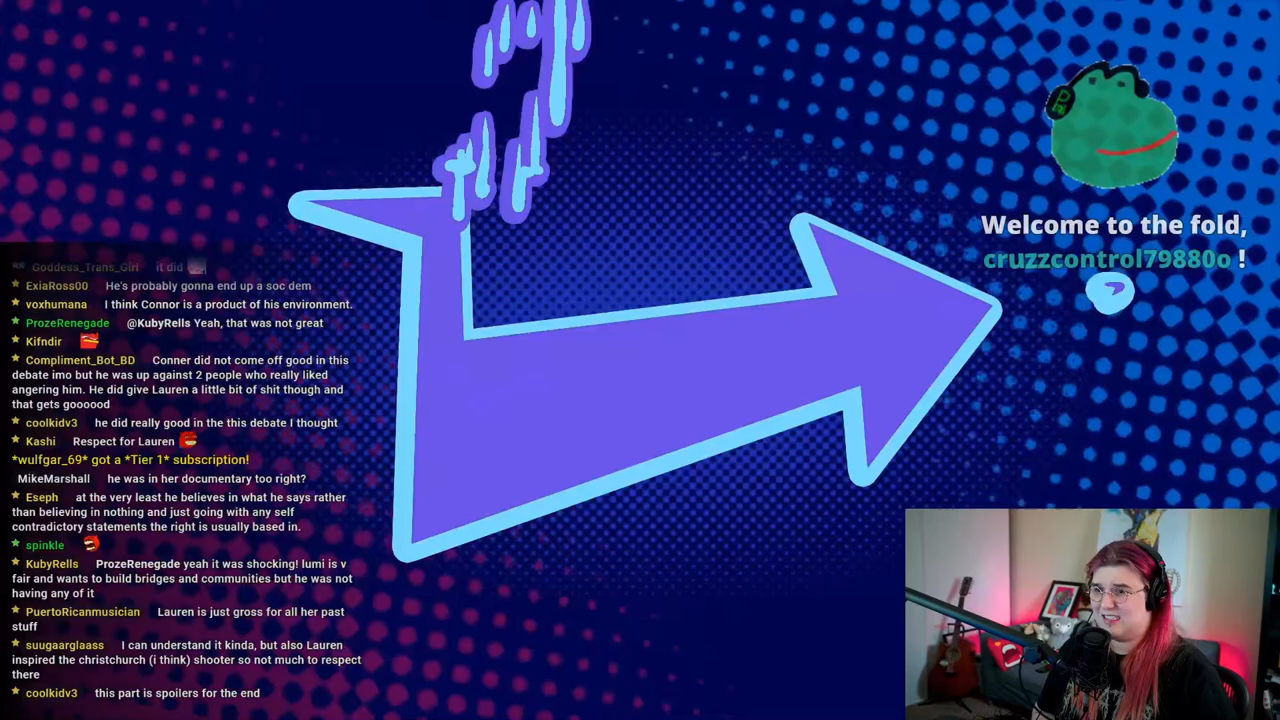 Welcome to the fold,
cruzzcontrol79880o !
Goddess_Trans_Girl it did
ExiaRoss00 He's probably gonna end up a soc dem
voxhumana I think Connor is a product of his environment.
ProzeRenegade @KubyRells Yeah, that was not great
Kifndir
Compliment_Bot_BD Conner did not come off good in this
debate imo but he was up against 2 people who really liked
angering him. He did give Lauren a little bit of shit though and
that gets goooood
coolkidv3 he did really good in the this debate I thought
Kashi Respect for Lauren
*wulfgar_69* got a *Tier 1* subscription!
MikeMarshall he was in her documentary too right?
Eseph at the very least he believes in what he says rather
than believing in nothing and just going with any self
contradictory statements the right is usually based in.
spinkle
KubyRells ProzeRenegade yeah it was shocking! lumi is v
fair and wants to build bridges and communities but he was not
having any of it
PuertoRicanmusician Lauren is just gross for all her past
stuff
suugaarglaass I can understand it kinda, but also Lauren
inspired the christchurch (i think) shooter so not much to respect
there
coolkidv3 this part is spoilers for the end